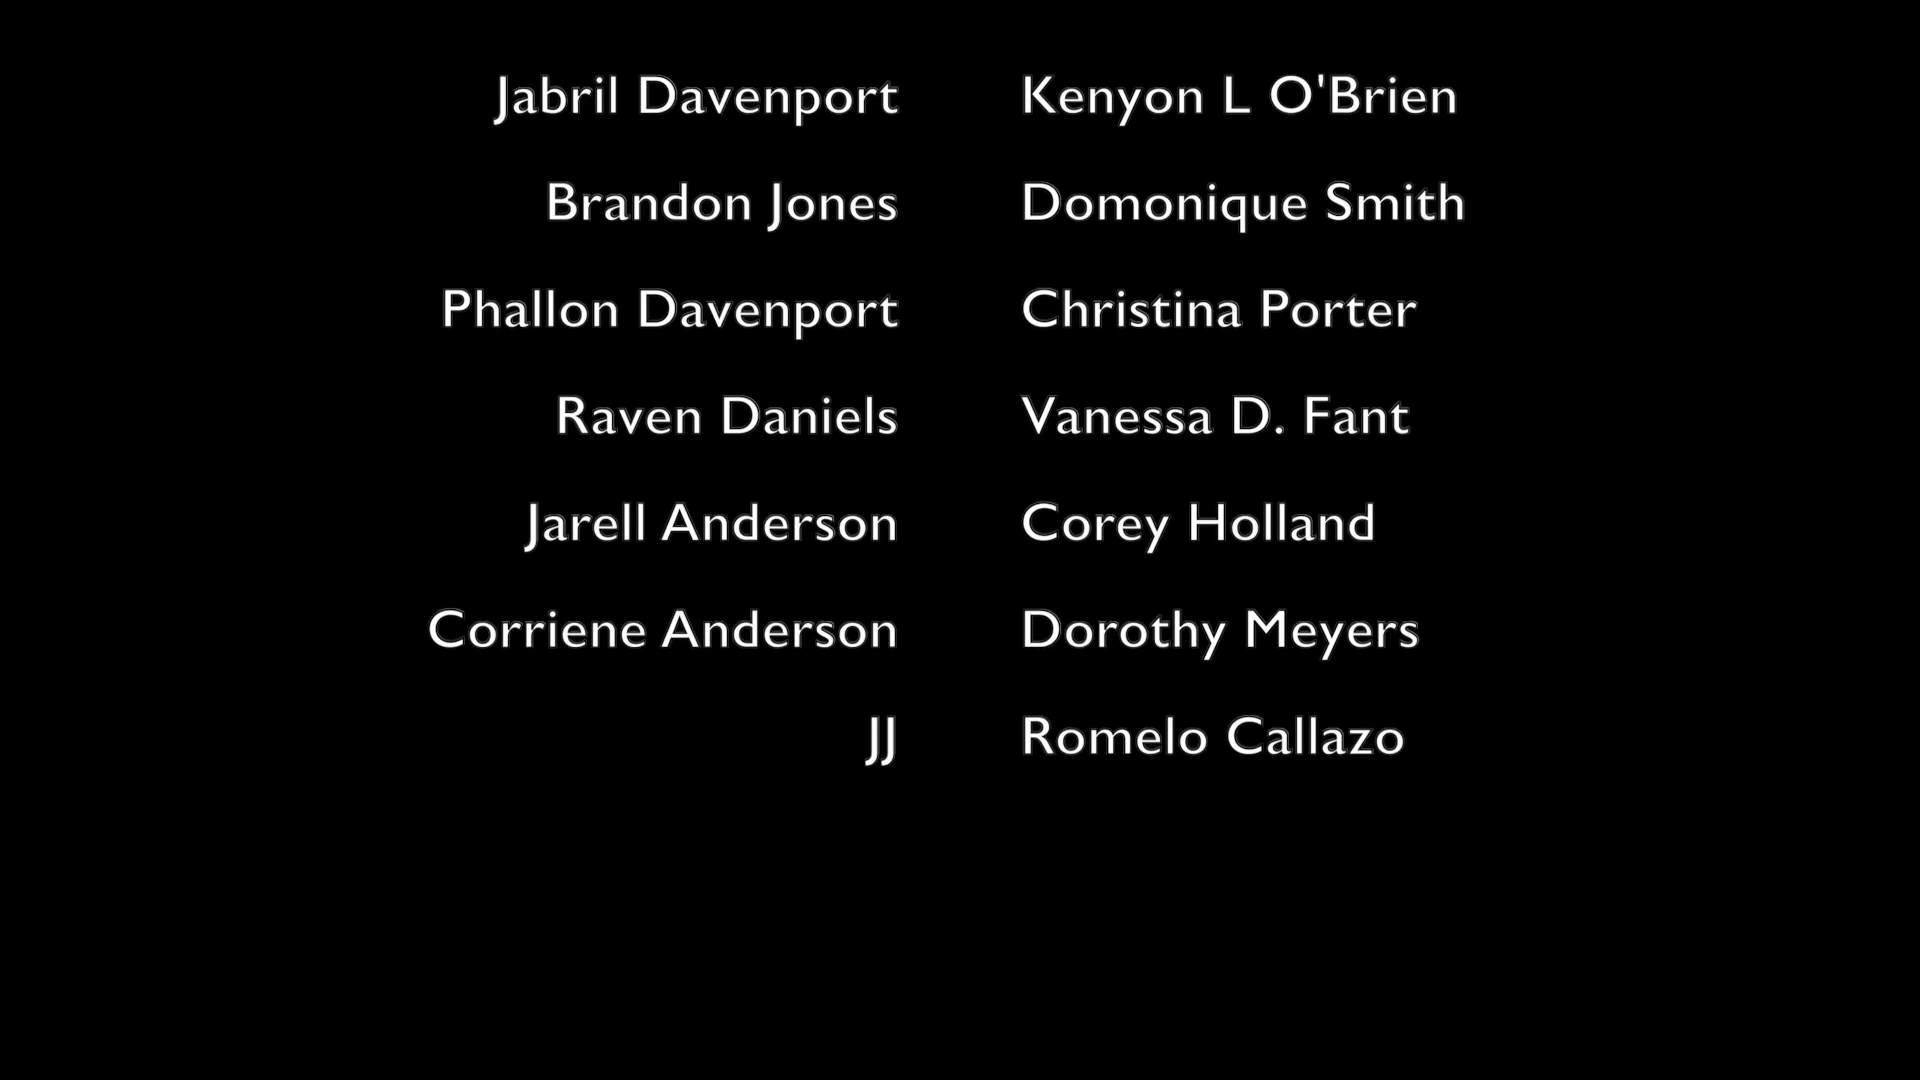 Jabril Davenport Kenyon L O'Brien
Brandon Jones Domonique Smith
Phallon Davenport Christina Porter
Raven Daniels Vanessa D. Fant
Jarell Anderson Corey Holland
Corriene Anderson Dorothy Meyers
JJ Romelo Callazo